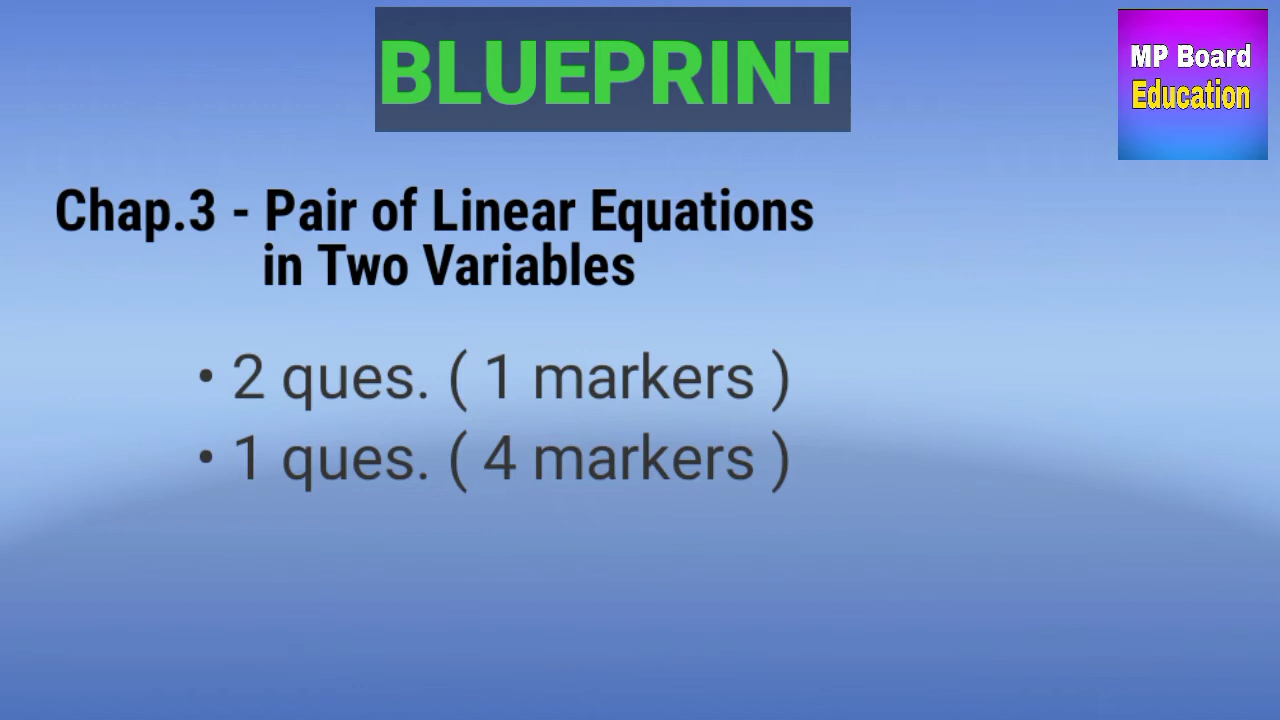 BLUEPRINT
MP Board
Education
Chap.3 - Pair of Linear Equations
in Two Variables
• 2 ques. ( 1 markers )
• 1 ques. ( 4 markers )